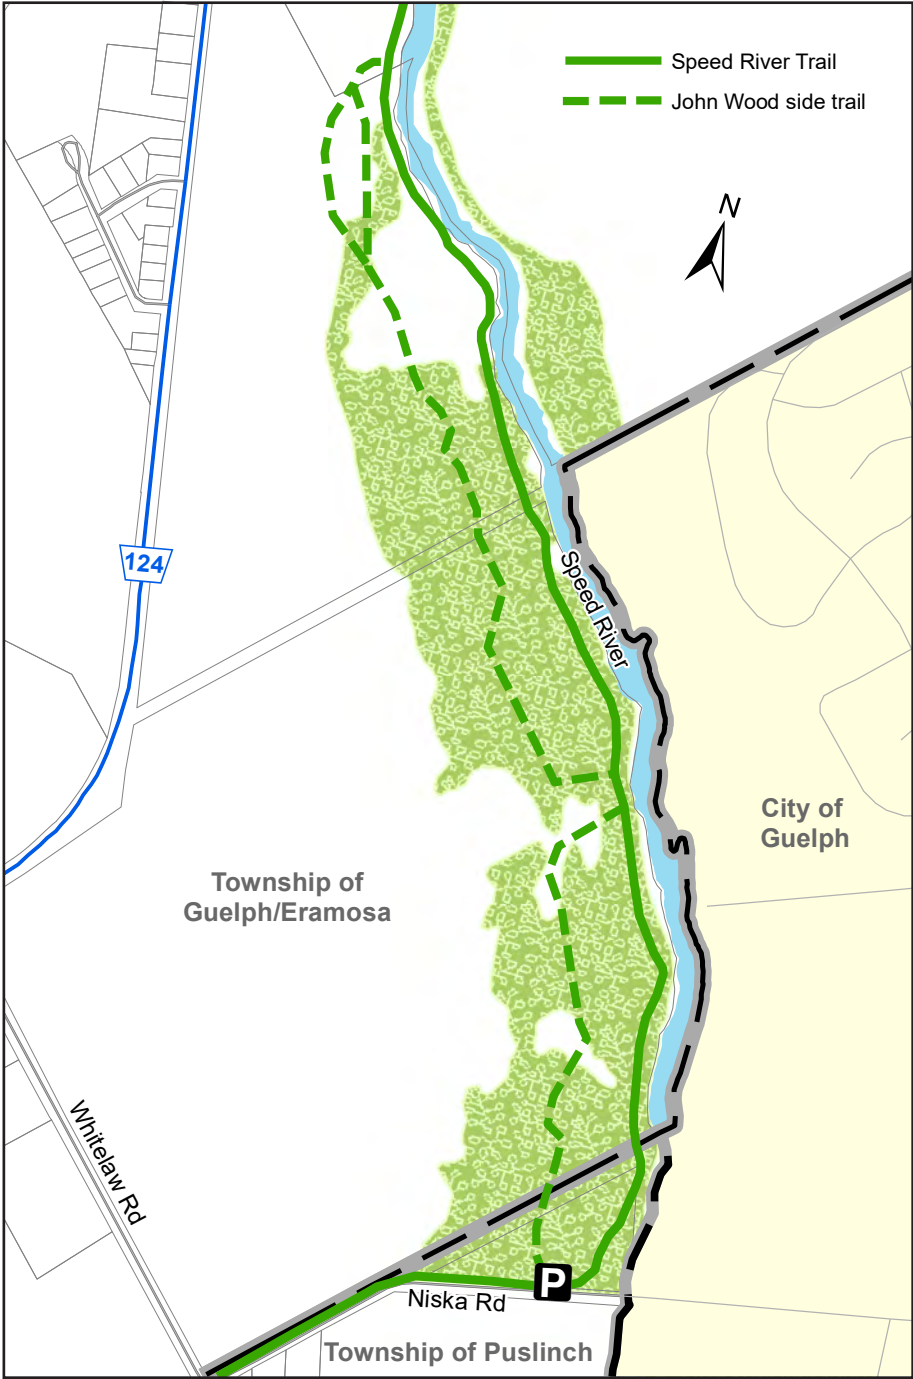 Speed River Trail
John Wood side trail
N
124
Speed River
City of
Guelph
Township of
Guelph/Eramosa
Whitelaw Rd
P
Niska Rd
Township of Puslinch